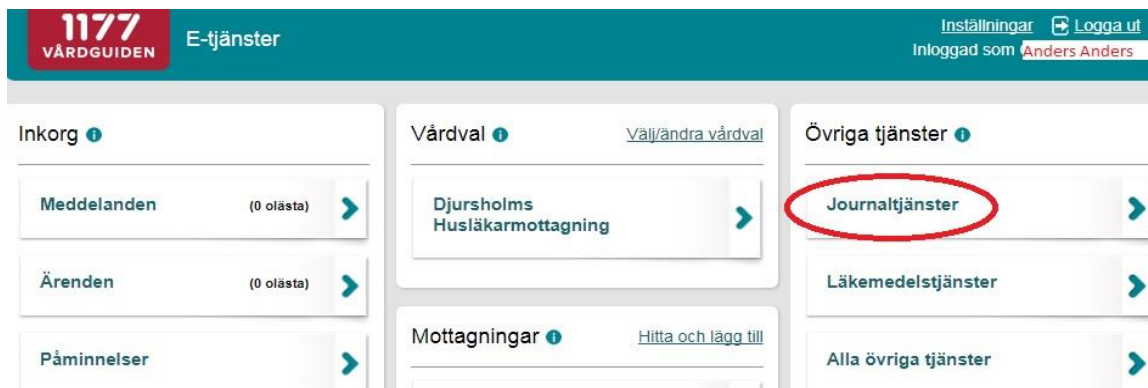 1177
VÅRDGUIDEN
E-tjänster
Inställningar Logga ut
Inloggad som Anders Anders
Inkorg
Meddelanden (0 olästa)
Ärenden (0 olästa)
Påminnelser
Vårdval Välj/ändra vårdval
Djursholms
Husläkarmottagning
Mottagningar Hitta och lägg till
Övriga tjänster
Journaltjänster
Läkemedelstjänster
Alla övriga tjänster